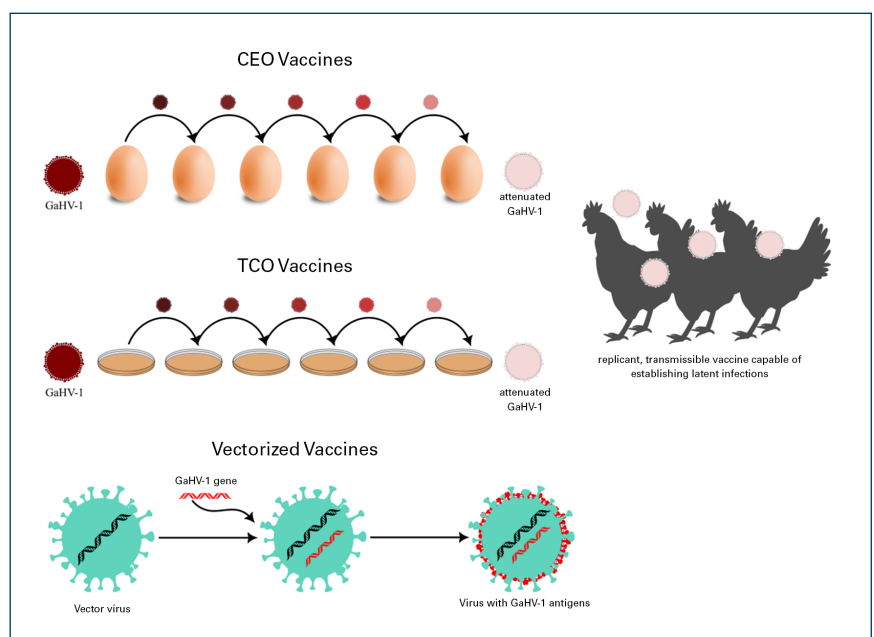 CEO Vaccines
GaHV-1
attenuated
GaHV-1
TCO Vaccines
GaHV-1
attenuated
GaHV-1
replicant, transmissible vaccine capable of
establishing latent infections
Vectorized Vaccines
GaHV-1 gene
Vector virus
Virus with GaHV-1 antigens